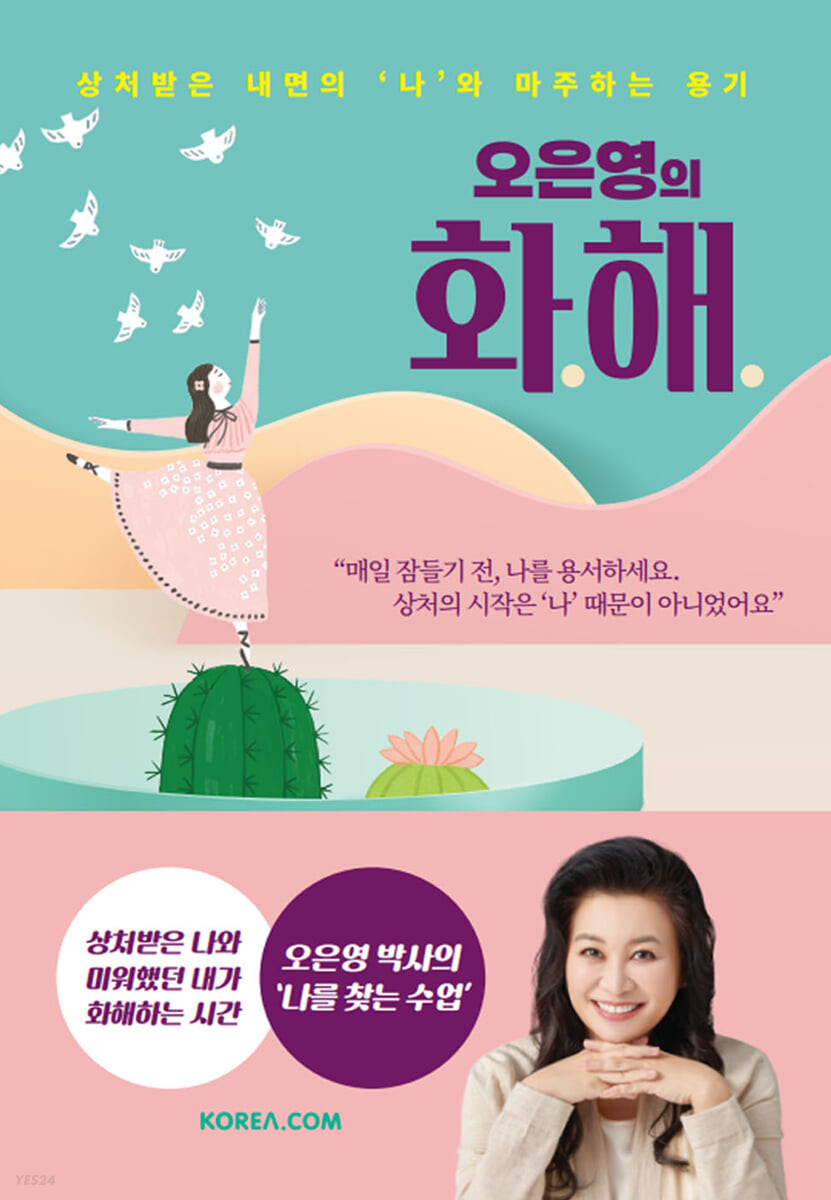 상처받은 내면의 ‘나’와 마주하는 용기
오은영의
화.해.
“매일 잠들기 전, 나를 용서하세요.
상처의 시작은 ‘나’ 때문이 아니었어요”
상처받은 나와
미워했던 내가
화해하는 시간
오은영 박사의
‘나를 찾는 수업’
KOREA.COM
YES24